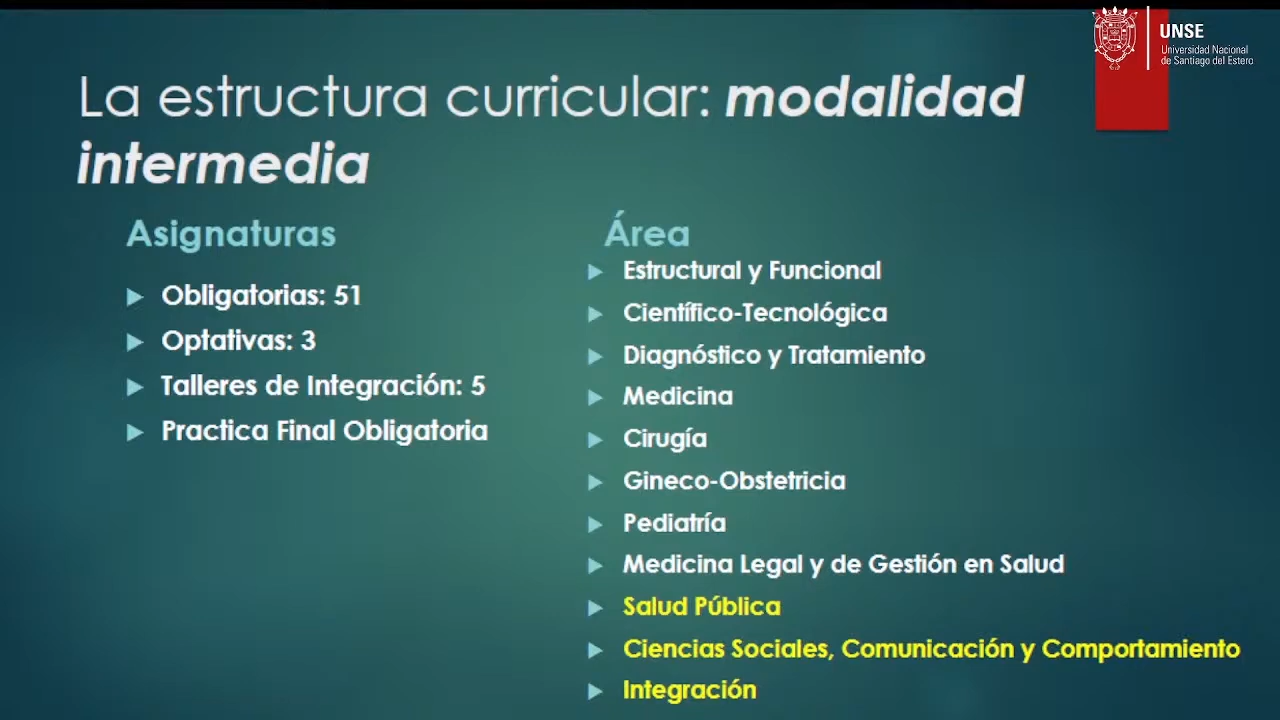 UNSE
Universidad Nacional
de Santiago del Estero
La estructura curricular: modalidad
intermedia
Asignaturas
Obligatorias: 51
Optativas: 3
Talleres de Integración: 5
Practica Final Obligatoria
Área
Estructural y Funcional
Científico-Tecnológica
Diagnóstico y Tratamiento
Medicina
Cirugía
Gineco-Obstetricia
Pediatría
Medicina Legal y de Gestión en Salud
Salud Pública
Ciencias Sociales, Comunicación y Comportamiento
Integración